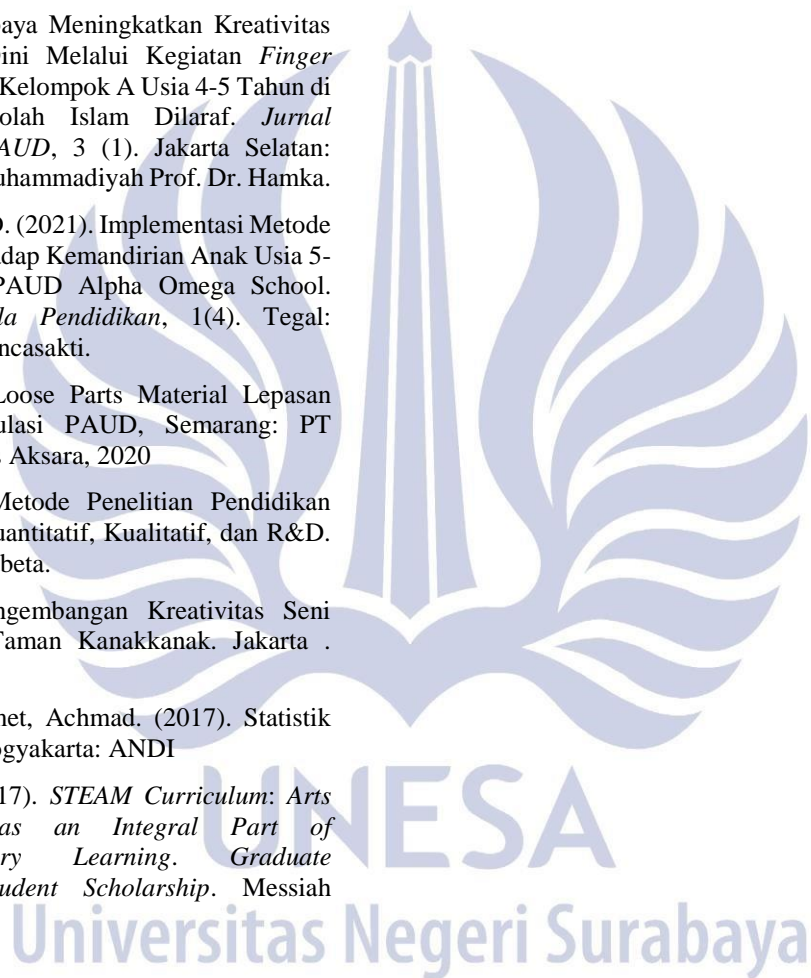 baya Meningkatkan Kreativitas
Dini Melalui Kegiatan Finger
Kelompok A Usia 4-5 Tahun di
olah Islam Dilaraf. Jurnal
AUD, 3 (1). Jakarta Selatan:
uhammadiyah Prof. Dr. Hamka.
D. (2021). Implementasi Metode
adap Kemandirian Anak Usia 5-
PAUD Alpha Omega School.
la Pendidikan, 1(4). Tegal:
ncasakti.
Loose Parts Material Lepasan
ulasi PAUD, Semarang: PT
s Aksara, 2020
Metode Penelitian Pendidikan
uantitatif, Kualitatif, dan R&D.
beta.
ngembangan Kreativitas Seni
Taman Kanakkanak. Jakarta .
net, Achmad. (2017). Statistik
ogyakarta: ANDI
17). STEAM Curriculum: Arts
as an Integral Part of
ry Learning. Graduate
udent Scholarship. Messiah
UNESA
Universitas Negeri Surabaya